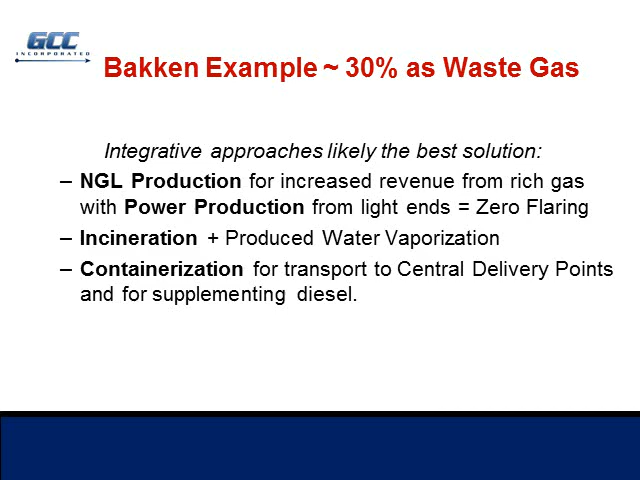 GCC
INCORPORATED
Bakken Example ~ 30% as Waste Gas
Integrative approaches likely the best solution:
– NGL Production for increased revenue from rich gas
with Power Production from light ends = Zero Flaring
– Incineration + Produced Water Vaporization
– Containerization for transport to Central Delivery Points
and for supplementing diesel.